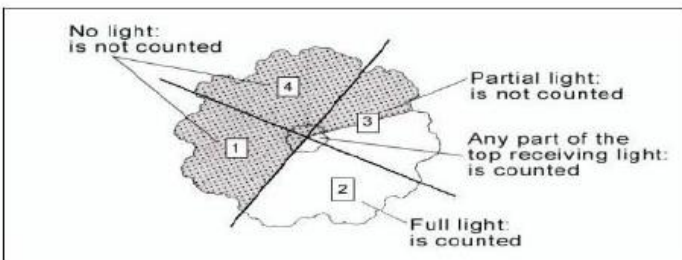 No light:
is not counted
4
Partial light:
is not counted
3
1
Any part of the
top receiving light:
is counted
2
Full light:
is counted